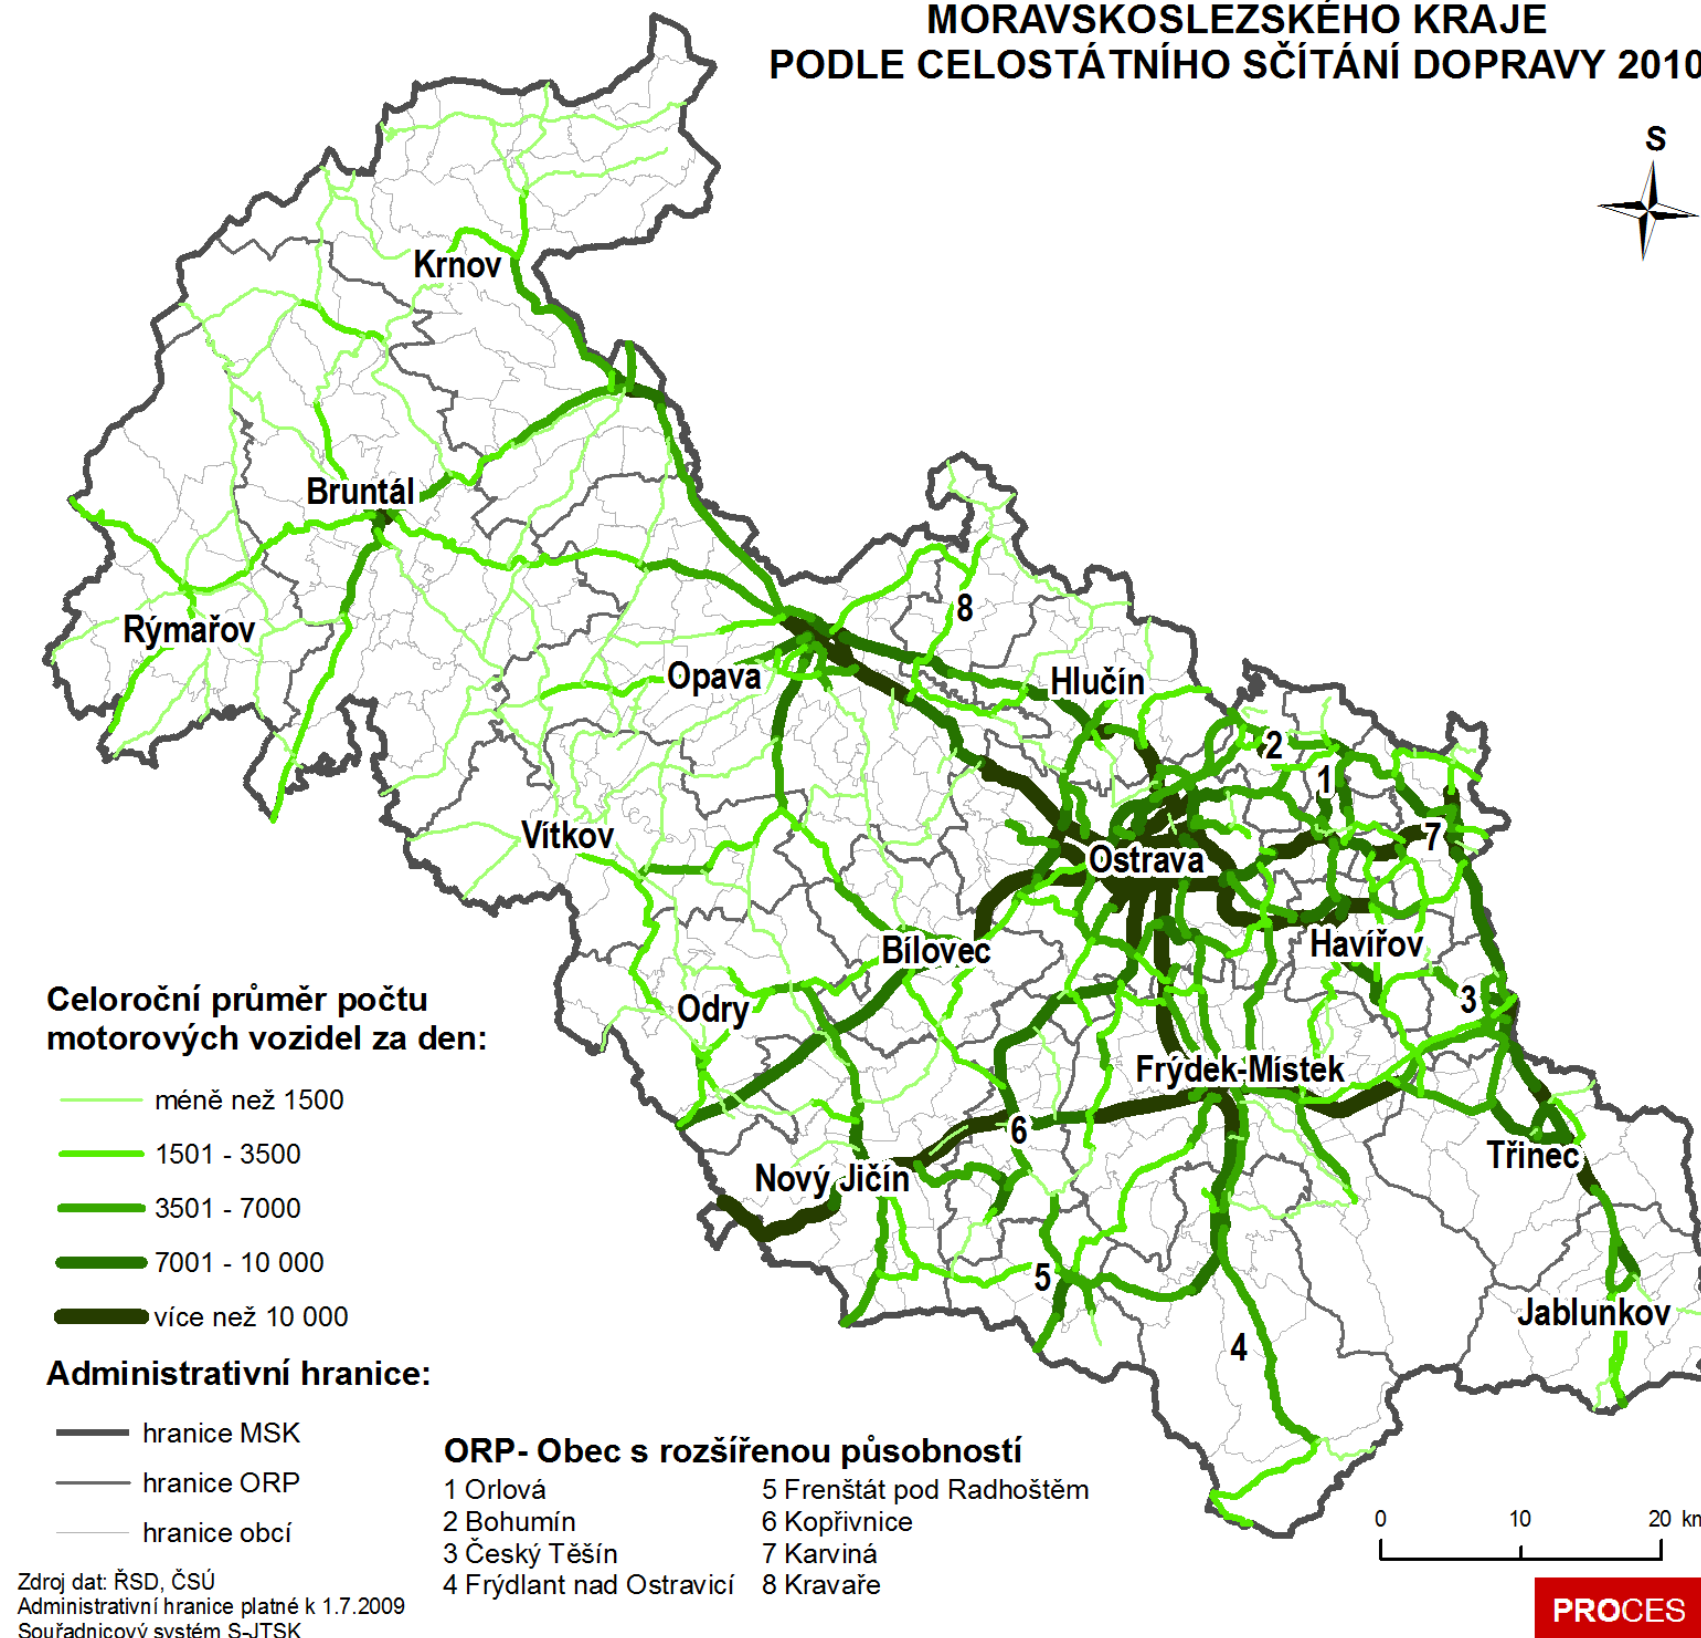 MORAVSKOSLEZSKÉHO KRAJE
PODLE CELOSTÁTNÍHO SČÍTÁNÍ DOPRAVY 2010
S
Krnov
Bruntál
Rýmařov
8
Opava
Hlučín
2
1
Vítkov
7
Ostrava
Bílovec
Havířov
Odry
3
Frýdek-Místek
6
Třinec
Nový Jičín
5
Jablunkov
4
Celoroční průměr počtu
motorových vozidel za den:
méně než 1500
1501 - 3500
3501 - 7000
7001 - 10 000
více než 10 000
Administrativní hranice:
hranice MSK
hranice ORP
hranice obcí
ORP- Obec s rozšířenou působností
1 Orlová
2 Bohumín
3 Český Těšín
4 Frýdlant nad Ostravicí
5 Frenštát pod Radhoštěm
6 Kopřivnice
7 Karviná
8 Kravaře
0 10 20 km
Zdroj dat: ŘSD, ČSÚ
Administrativní hranice platné k 1.7.2009
Souřadnicový systém S-JTSK
PROCES